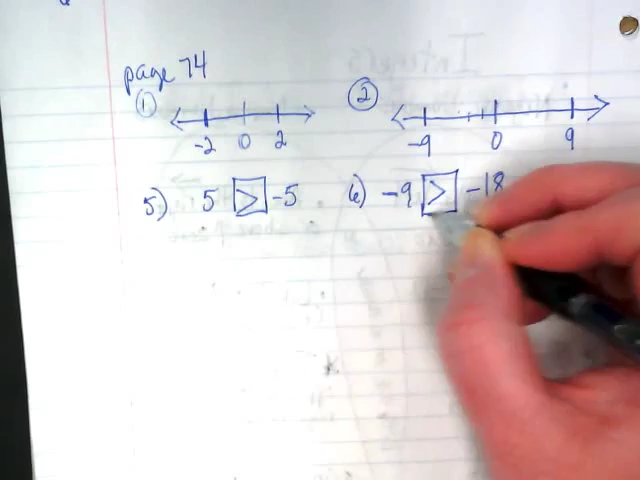 page 74
① ②
-2 0 2 -9 0 9
5) 5 > -5 6) -9 > -18